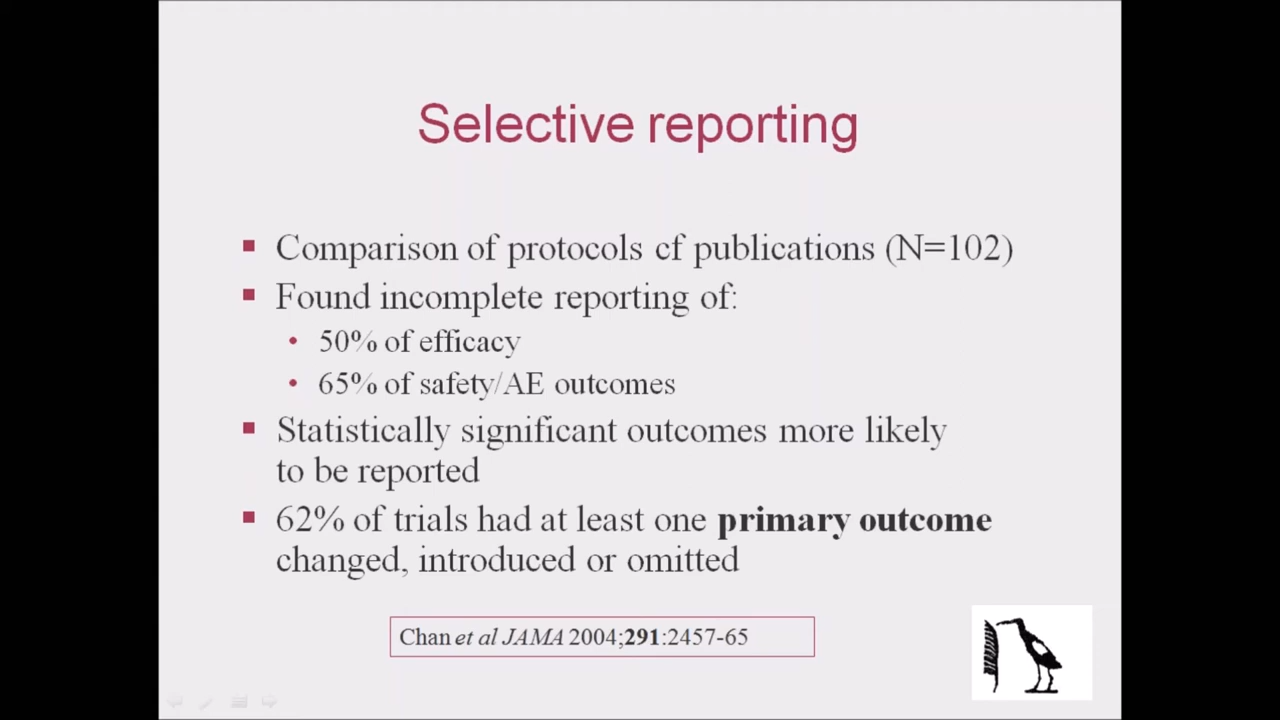 Selective reporting
Comparison of protocols cf publications (N=102)
Found incomplete reporting of:
50% of efficacy
65% of safety/AE outcomes
Statistically significant outcomes more likely
to be reported
62% of trials had at least one primary outcome
changed, introduced or omitted
Chan et al JAMA 2004;291:2457-65